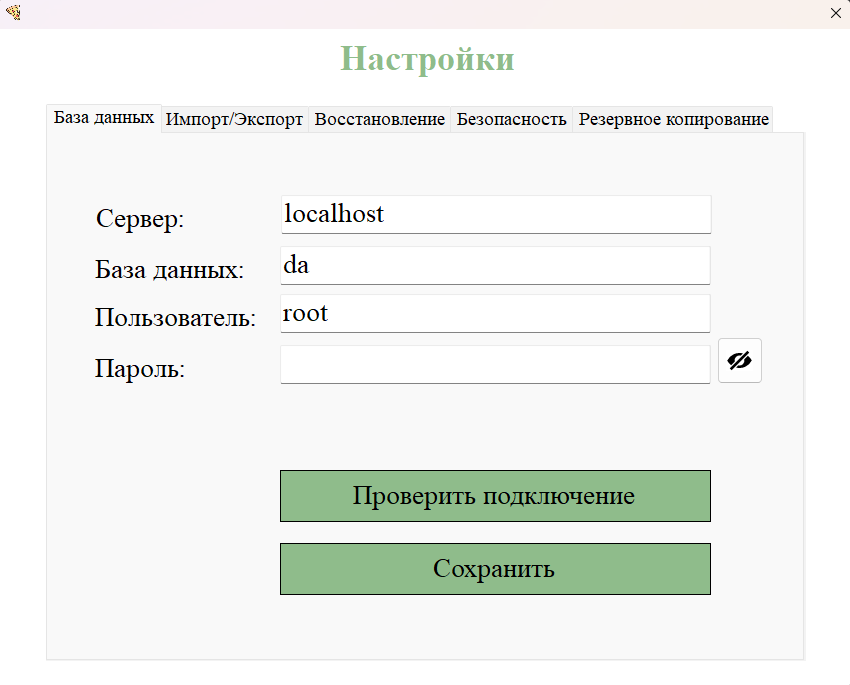 Настройки
База данных Импорт/Экспорт Восстановление Безопасность Резервное копирование
Сервер: localhost
База данных: da
Пользователь: root
Пароль:
Проверить подключение
Сохранить